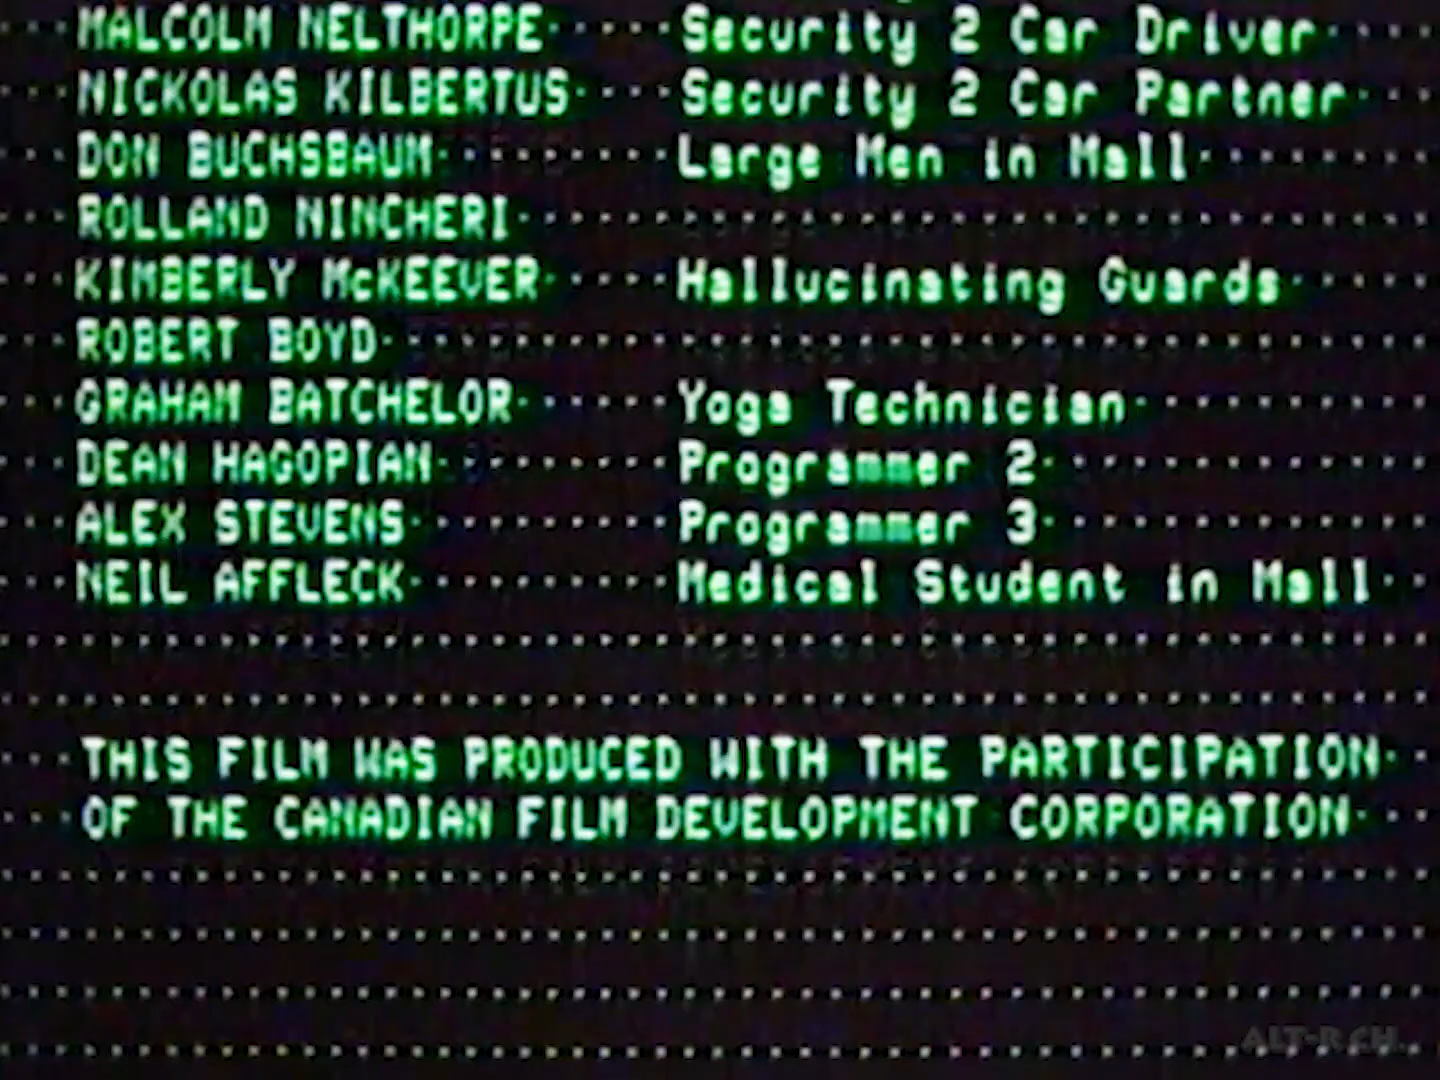 MALCOLM NELTHORPE Security 2 Car Driver
NICKOLAS KILBERTUS Security 2 Car Partner
DON BUCHSBAUM Large Men in Mall
ROLLAND NINCHERI
KIMBERLY McKEEVER Hallucinating Guards
ROBERT BOYD
GRAHAM BATCHELOR Yoga Technician
DEAN HAGOPIAN Programmer 2
ALEX STEVENS Programmer 3
NEIL AFFLECK Medical Student in Mall
THIS FILM WAS PRODUCED WITH THE PARTICIPATION
OF THE CANADIAN FILM DEVELOPMENT CORPORATION
ALT-R.CH